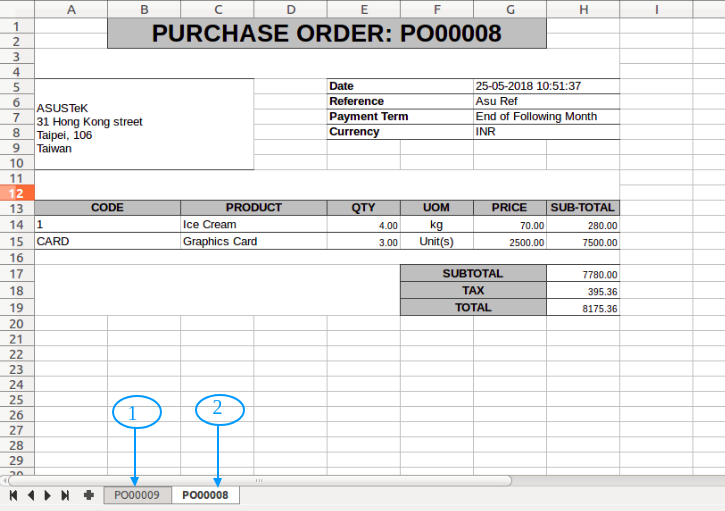 A B C D E F G H I
1
2 PURCHASE ORDER: PO00008
3
4
5 Date 25-05-2018 10:51:37
6 ASUSTeK Reference Asu Ref
7 31 Hong Kong street Payment Term End of Following Month
8 Taipei, 106 Currency INR
9 Taiwan
10
11
12
13 CODE PRODUCT QTY UOM PRICE SUB-TOTAL
14 1 Ice Cream 4.00 kg 70.00 280.00
15 CARD Graphics Card 3.00 Unit(s) 2500.00 7500.00
16
17 SUBTOTAL 7780.00
18 TAX 395.36
19 TOTAL 8175.36
20
21
22
23
24
25
26
27
28
29
30
1 2
PO00009 PO00008